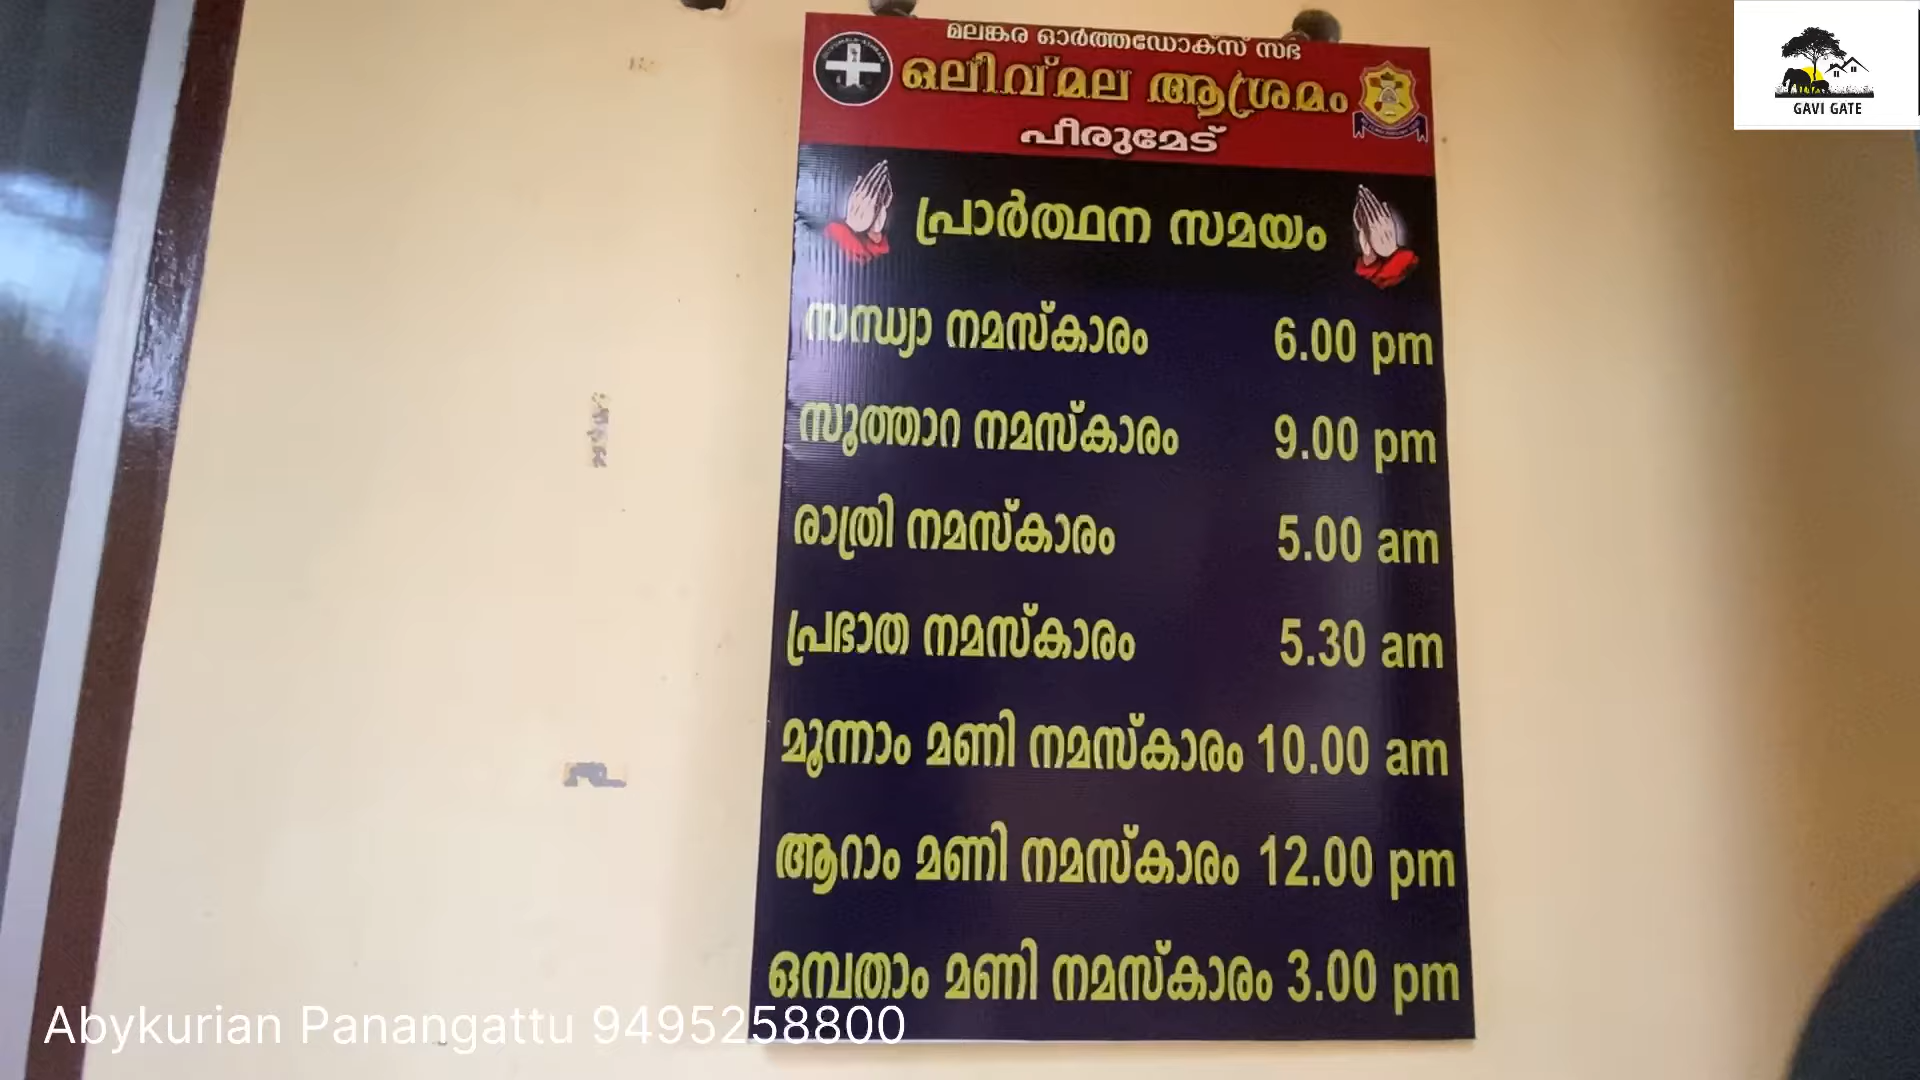 മലങ്കര ഓർത്തഡോക്സ് സഭ
ഒലീവ്മല ആശ്രമം
പീരുമേട്
GAVI GATE
പ്രാർത്ഥന സമയം
സന്ധ്യാ നമസ്കാരം 6.00 pm
സൂത്താറ നമസ്കാരം 9.00 pm
രാത്രി നമസ്കാരം 5.00 am
പ്രഭാത നമസ്കാരം 5.30 am
മൂന്നാം മണി നമസ്കാരം 10.00 am
ആറാം മണി നമസ്കാരം 12.00 pm
ഒമ്പതാം മണി നമസ്കാരം 3.00 pm
Abykurian Panangattu 9495258800